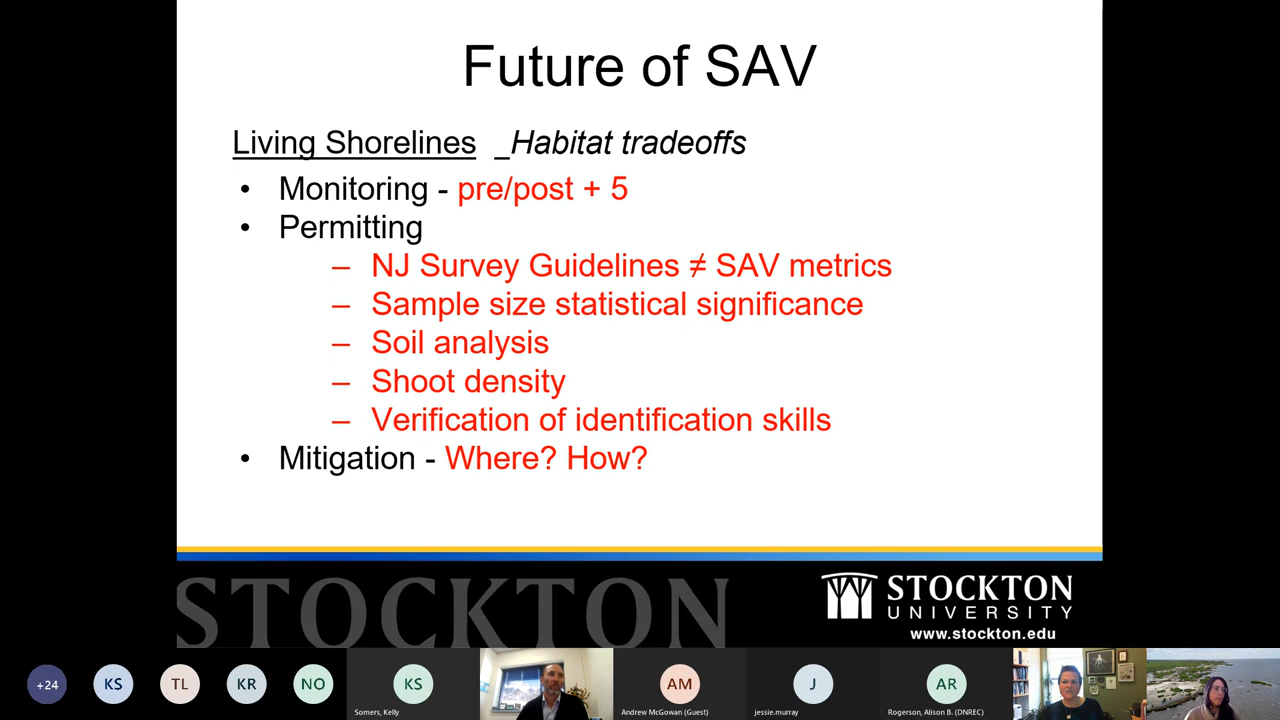 Future of SAV
Living Shorelines _Habitat tradeoffs
• Monitoring - pre/post + 5
• Permitting
– NJ Survey Guidelines ≠ SAV metrics
– Sample size statistical significance
– Soil analysis
– Shoot density
– Verification of identification skills
• Mitigation - Where? How?
STOCKTON
STOCKTON
UNIVERSITY
www.stockton.edu
+24
KS
TL
KR
NO
KS
AM
J
AR
Somers, Kelly
Andrew McGowan (Guest)
jessie.murray
Rogerson, Alison B. (DNREC)